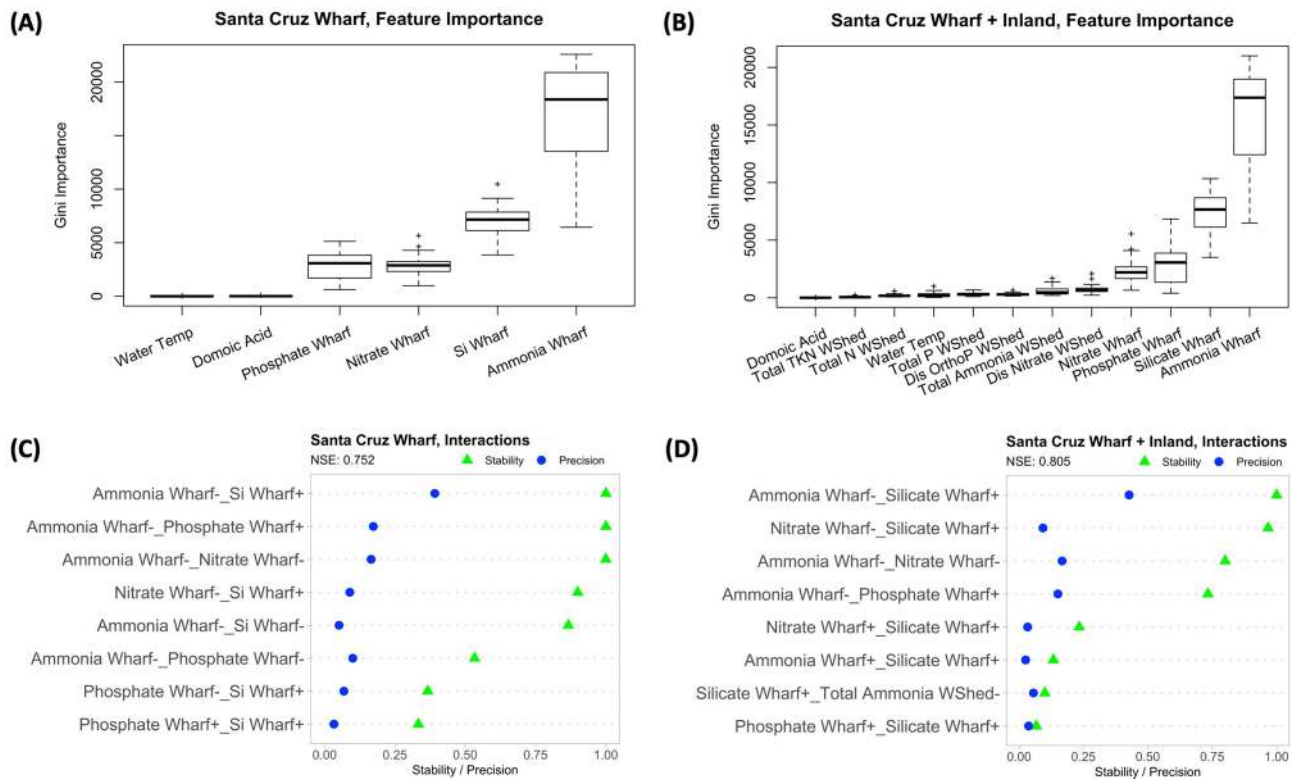 (A)
Santa Cruz Wharf, Feature Importance
Gini Importance
20000
10000
5000
0
Water Temp
Domoic Acid
Phosphate Wharf
Nitrate Wharf
Si Wharf
Ammonia Wharf
(B)
Santa Cruz Wharf + Inland, Feature Importance
Gini Importance
20000
15000
10000
5000
0
Domoic Acid
Total TKN WShed
Total N WShed
Water Temp
Total P WShed
Dis OrthoP WShed
Total Ammonia WShed
Dis Nitrate WShed
Nitrate Wharf
Phosphate Wharf
Silicate Wharf
Ammonia Wharf
(C)
Santa Cruz Wharf, Interactions
NSE: 0.752 Stability Precision
Ammonia Wharf-_Si Wharf+
Ammonia Wharf-_Phosphate Wharf+
Ammonia Wharf-_Nitrate Wharf-
Nitrate Wharf-_Si Wharf+
Ammonia Wharf-_Si Wharf-
Ammonia Wharf-_Phosphate Wharf-
Phosphate Wharf-_Si Wharf+
Phosphate Wharf+_Si Wharf+
0.00 0.25 0.50 0.75 1.00
Stability / Precision
(D)
Santa Cruz Wharf + Inland, Interactions
NSE: 0.805 Stability Precision
Ammonia Wharf-_Silicate Wharf+
Nitrate Wharf-_Silicate Wharf+
Ammonia Wharf-_Nitrate Wharf-
Ammonia Wharf-_Phosphate Wharf+
Nitrate Wharf+_Silicate Wharf+
Ammonia Wharf+_Silicate Wharf+
Silicate Wharf+_Total Ammonia WShed-
Phosphate Wharf+_Silicate Wharf+
0.00 0.25 0.50 0.75 1.00
Stability / Precision